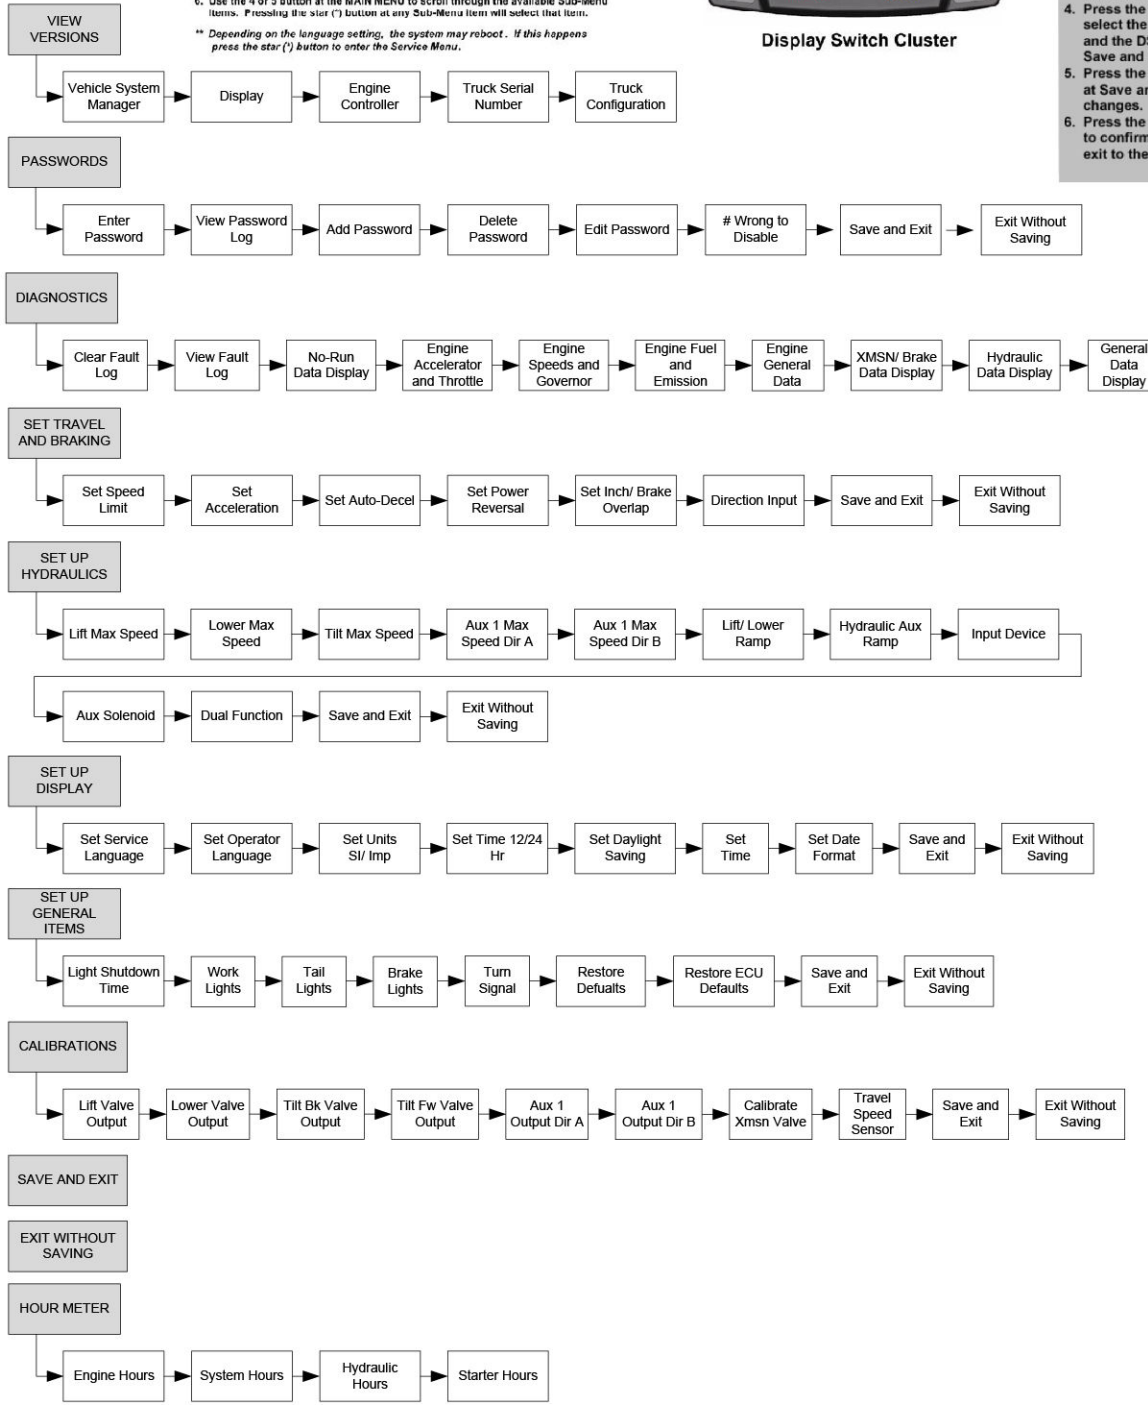 6. Use the 4 or 5 button at the MAIN MENU to scroll through the available Sub-Menu
items. Pressing the star (*) button at any Sub-Menu item will select that item.
** Depending on the language setting, the system may reboot. If this happens
press the star (*) button to enter the Service Menu.
Display Switch Cluster
4. Press the
select the
and the
Save and
5. Press the
at Save
changes.
6. Press the
to confirm
exit to the
VIEW
VERSIONS
Vehicle System
Manager
Display
Engine
Controller
Truck Serial
Number
Truck
Configuration
PASSWORDS
Enter
Password
View Password
Log
Add Password
Delete
Password
Edit Password
# Wrong to
Disable
Save and Exit
Exit Without
Saving
DIAGNOSTICS
Clear Fault
Log
View Fault
Log
No-Run
Data Display
Engine
Accelerator
and Throttle
Engine
Speeds and
Governor
Engine Fuel
and
Emission
Engine
General
Data
XMSN/ Brake
Data Display
Hydraulic
Data Display
General
Data
Display
SET TRAVEL
AND BRAKING
Set Speed
Limit
Set
Acceleration
Set Auto-Decel
Set Power
Reversal
Set Inch/ Brake
Overlap
Direction Input
Save and Exit
Exit Without
Saving
SET UP
HYDRAULICS
Lift Max Speed
Lower Max
Speed
Tilt Max Speed
Aux 1 Max
Speed Dir A
Aux 1 Max
Speed Dir B
Lift/ Lower
Ramp
Hydraulic Aux
Ramp
Input Device
Aux Solenoid
Dual Function
Save and Exit
Exit Without
Saving
SET UP
DISPLAY
Set Service
Language
Set Operator
Language
Set Units
SI/ Imp
Set Time 12/24
Hr
Set Daylight
Saving
Set
Time
Set Date
Format
Save and
Exit
Exit Without
Saving
SET UP
GENERAL
ITEMS
Light Shutdown
Time
Work
Lights
Tail
Lights
Brake
Lights
Turn
Signal
Restore
Defualts
Restore ECU
Defaults
Save and
Exit
Exit Without
Saving
CALIBRATIONS
Lift Valve
Output
Lower Valve
Output
Tilt Bk Valve
Output
Tilt Fw Valve
Output
Aux 1
Output Dir A
Aux 1
Output Dir B
Calibrate
Xmsn Valve
Travel
Speed
Sensor
Save and
Exit
Exit Without
Saving
SAVE AND EXIT
EXIT WITHOUT
SAVING
HOUR METER
Engine Hours
System Hours
Hydraulic
Hours
Starter Hours